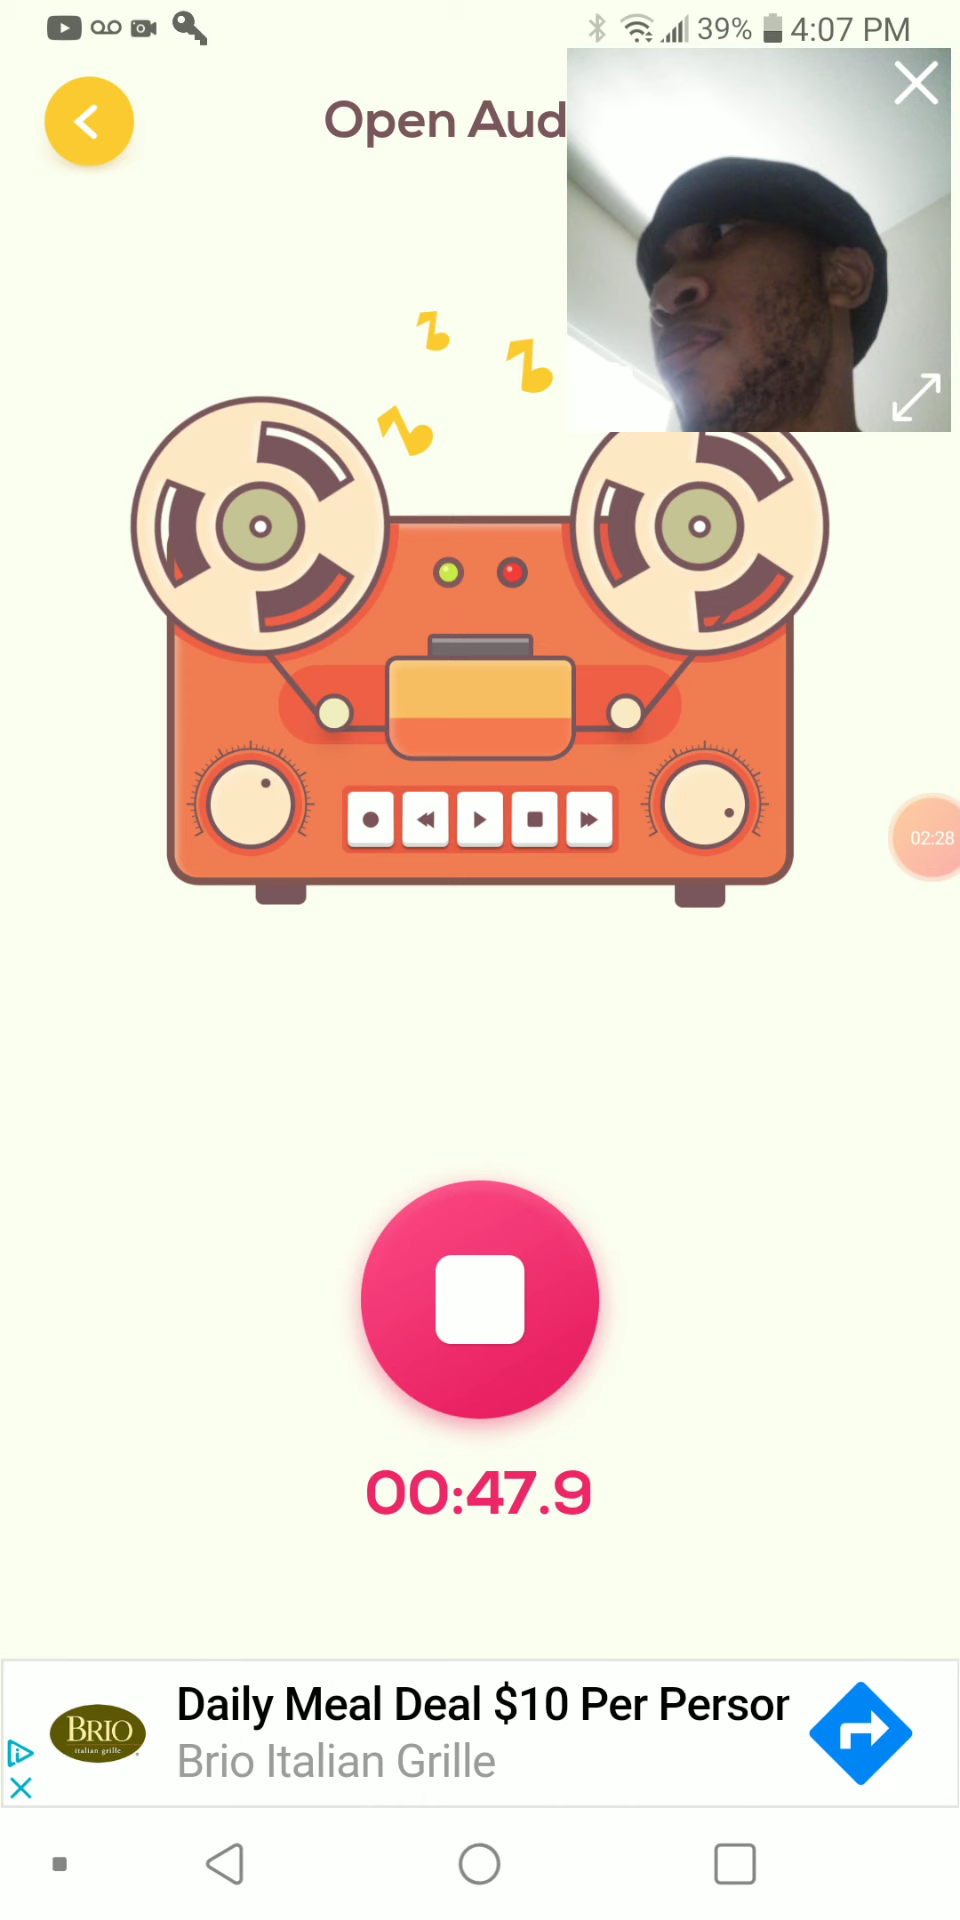 39% 4:07 PM
Open Aud
02:28
00:47.9
BRIO
italian grille
Daily Meal Deal $10 Per Person
Brio Italian Grille